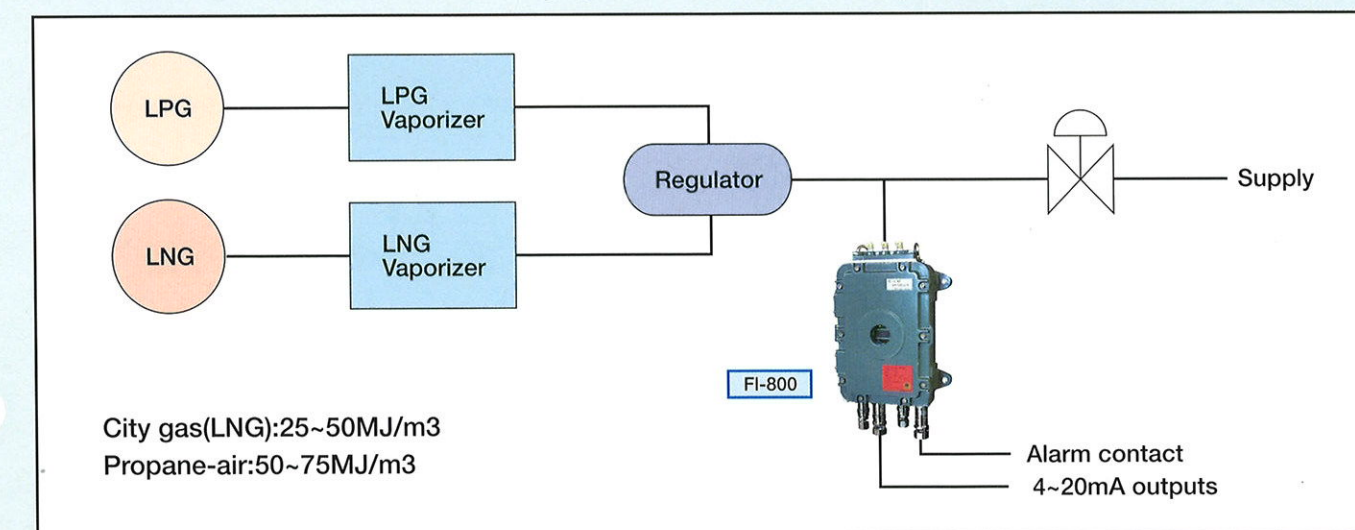 LPG
LPG
Vaporizer
Regulator
Supply
LNG
LNG
Vaporizer
FI-800
City gas(LNG):25~50MJ/m3
Propane-air:50~75MJ/m3
Alarm contact
4~20mA outputs